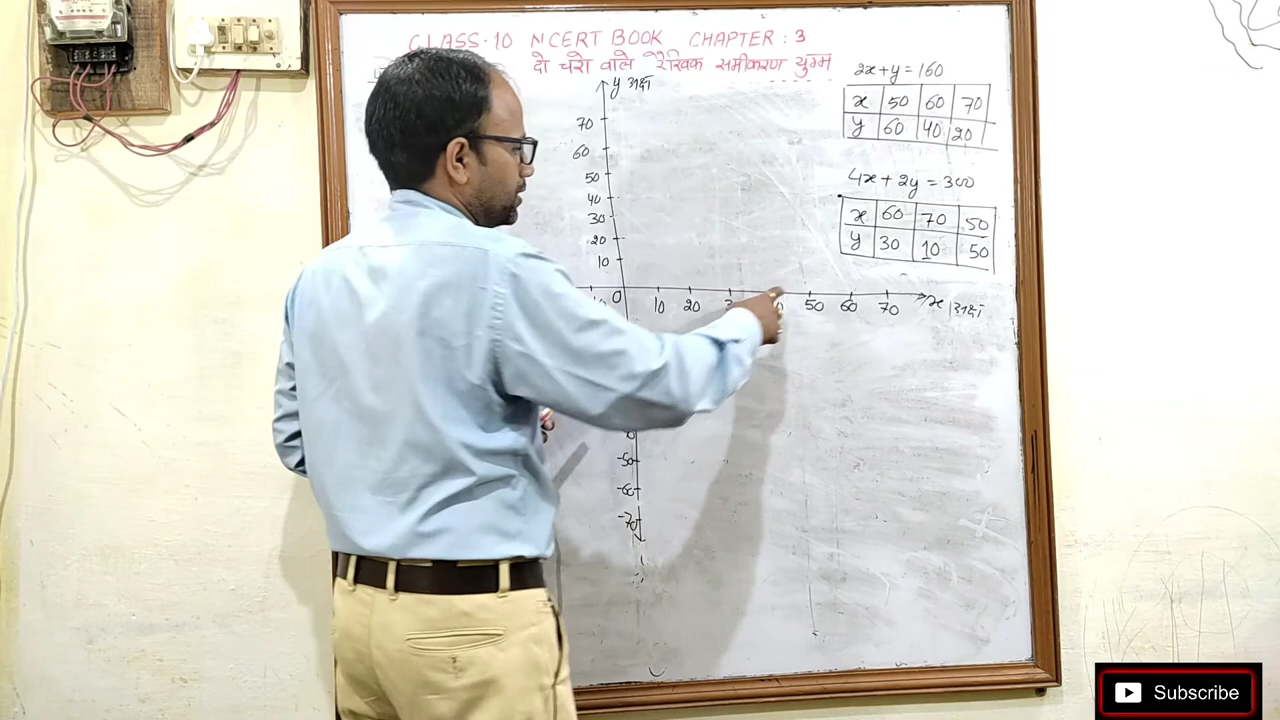 CLASS-10 NCERT BOOK CHAPTER : 3
दो चरो वाले रैखिक समीकरण युग्म
2x+y=160
x 50 60 70
y 60 40 20
4x+2y=300
x 60 70 50
y 30 10 50
y अक्ष
70
60
50
40
30
20
10
0 10 20 50 60 70 x अक्ष
-50
-60
-70
Subscribe